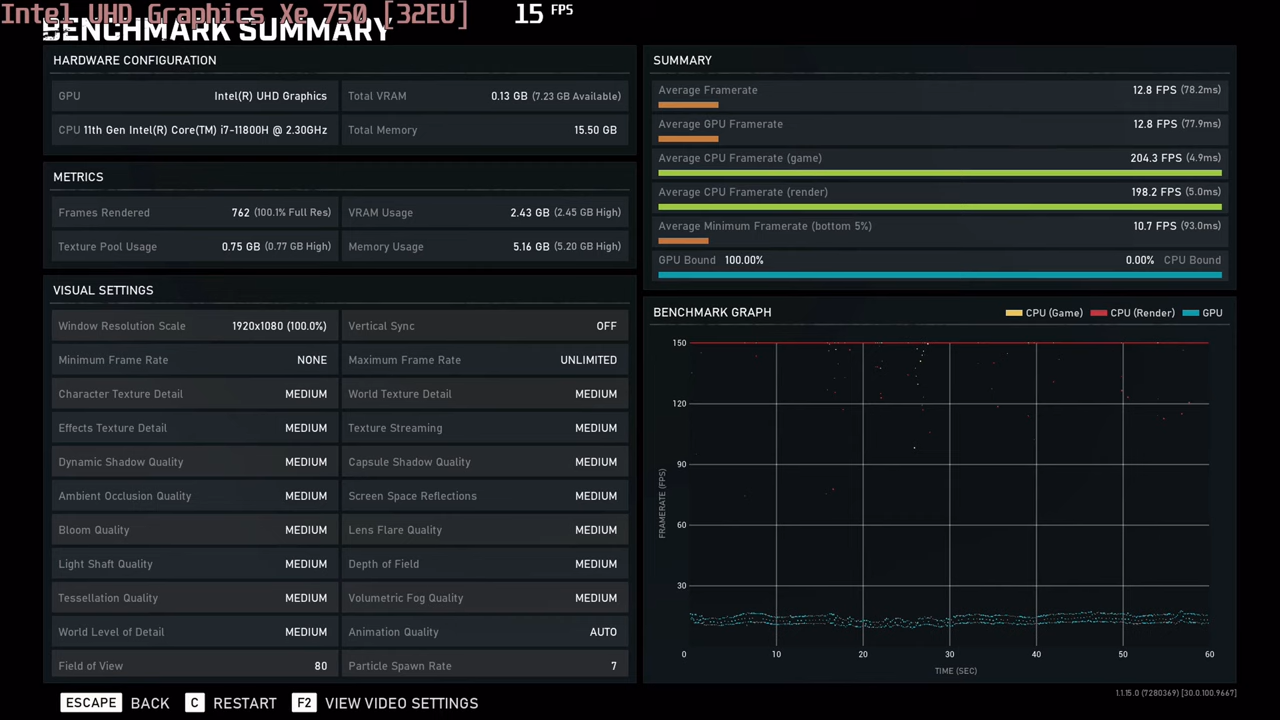 Intel UHD Graphics Xe 750 [32EU] 15 FPS
BENCHMARK SUMMARY
HARDWARE CONFIGURATION
GPU Intel(R) UHD Graphics
Total VRAM 0.13 GB (7.23 GB Available)
CPU 11th Gen Intel(R) Core(TM) i7-11800H @ 2.30GHz
Total Memory 15.50 GB
METRICS
Frames Rendered 762 (100.1% Full Res)
VRAM Usage 2.43 GB (2.45 GB High)
Texture Pool Usage 0.75 GB (0.77 GB High)
Memory Usage 5.16 GB (5.20 GB High)
VISUAL SETTINGS
Window Resolution Scale 1920x1080 (100.0%)
Vertical Sync OFF
Minimum Frame Rate NONE
Maximum Frame Rate UNLIMITED
Character Texture Detail MEDIUM
World Texture Detail MEDIUM
Effects Texture Detail MEDIUM
Texture Streaming MEDIUM
Dynamic Shadow Quality MEDIUM
Capsule Shadow Quality MEDIUM
Ambient Occlusion Quality MEDIUM
Screen Space Reflections MEDIUM
Bloom Quality MEDIUM
Lens Flare Quality MEDIUM
Light Shaft Quality MEDIUM
Depth of Field MEDIUM
Tessellation Quality MEDIUM
Volumetric Fog Quality MEDIUM
World Level of Detail MEDIUM
Animation Quality AUTO
Field of View 80
Particle Spawn Rate 7
SUMMARY
Average Framerate 12.8 FPS (78.2ms)
Average GPU Framerate 12.8 FPS (77.9ms)
Average CPU Framerate (game) 204.3 FPS (4.9ms)
Average CPU Framerate (render) 198.2 FPS (5.0ms)
Average Minimum Framerate (bottom 5%) 10.7 FPS (93.0ms)
GPU Bound 100.00% 0.00% CPU Bound
BENCHMARK GRAPH
CPU (Game) CPU (Render) GPU
150
120
90
60
30
FRAMERATE (FPS)
0 10 20 30 40 50 60
TIME (SEC)
1.1.15.0 (7280369) [30.0.100.9667]
ESCAPE BACK C RESTART F2 VIEW VIDEO SETTINGS